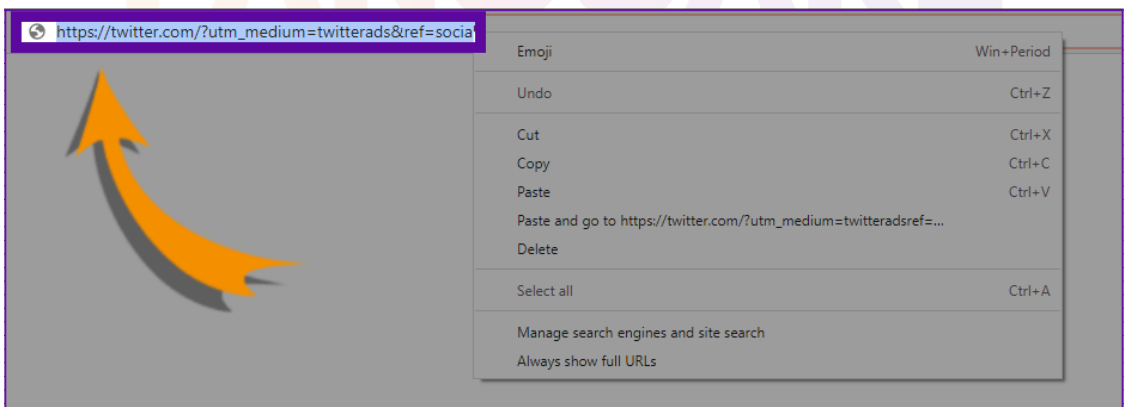 https://twitter.com/?utm_medium=twitterads&ref=social
Emoji Win+Period
Undo Ctrl+Z
Cut Ctrl+X
Copy Ctrl+C
Paste Ctrl+V
Paste and go to https://twitter.com/?utm_medium=twitteradsref=...
Delete
Select all Ctrl+A
Manage search engines and site search
Always show full URLs